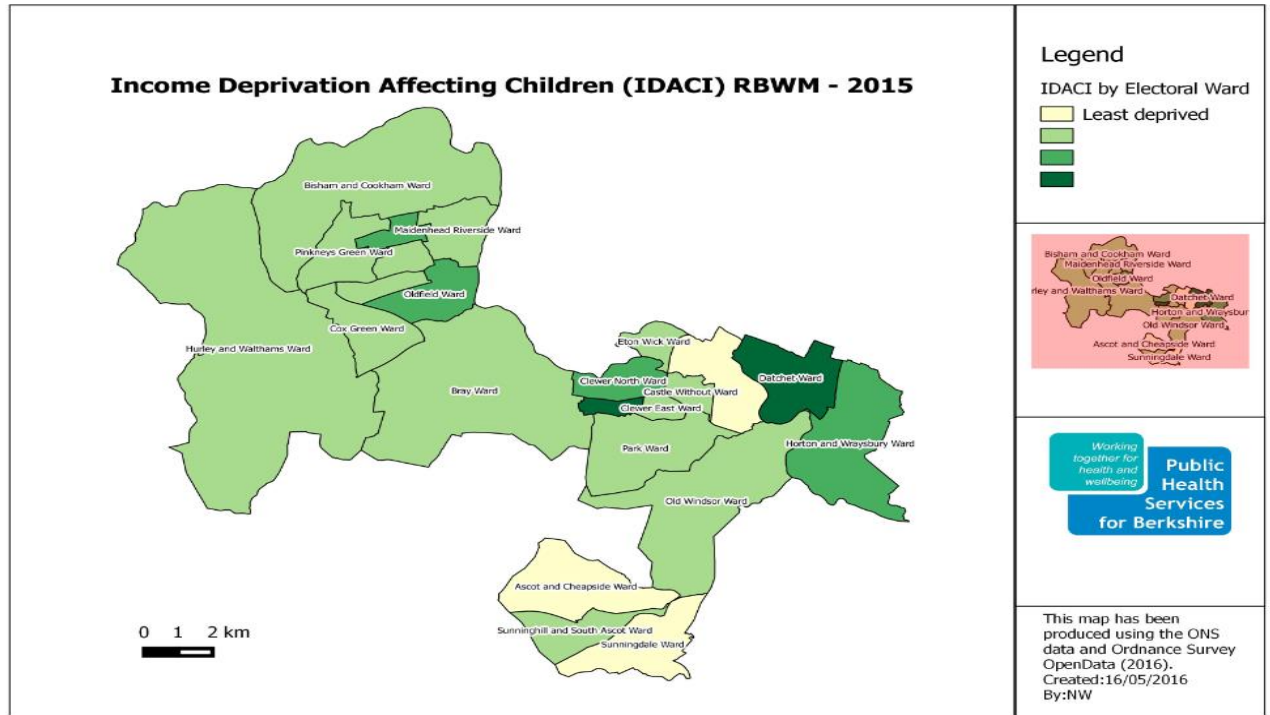 Income Deprivation Affecting Children (IDACI) RBWM - 2015
Bisham and Cookham Ward
Maidenhead Riverside Ward
Pinkneys Green Ward
Oldfield Ward
Cox Green Ward
Hurley and Walthams Ward
Bray Ward
Eton Wick Ward
Clewer North Ward
Datchet Ward
Castle Without Ward
Clewer East Ward
Park Ward
Horton and Wraysbury Ward
Old Windsor Ward
Ascot and Cheapside Ward
Sunninghill and South Ascot Ward
Sunningdale Ward
0 1 2 km
Legend
IDACI by Electoral Ward
Least deprived
Bisham and Cookham Ward
Maidenhead Riverside Ward
Oldfield Ward
rley and Walthams Ward
Datchet Ward
Horton and Wraysbur
Old Windsor Ward
Ascot and Cheapside Ward
Sunningdale Ward
Working
together for
health and
wellbeing
Public
Health
Services
for Berkshire
This map has been
produced using the ONS
data and Ordnance Survey
OpenData (2016).
Created:16/05/2016
By:NW